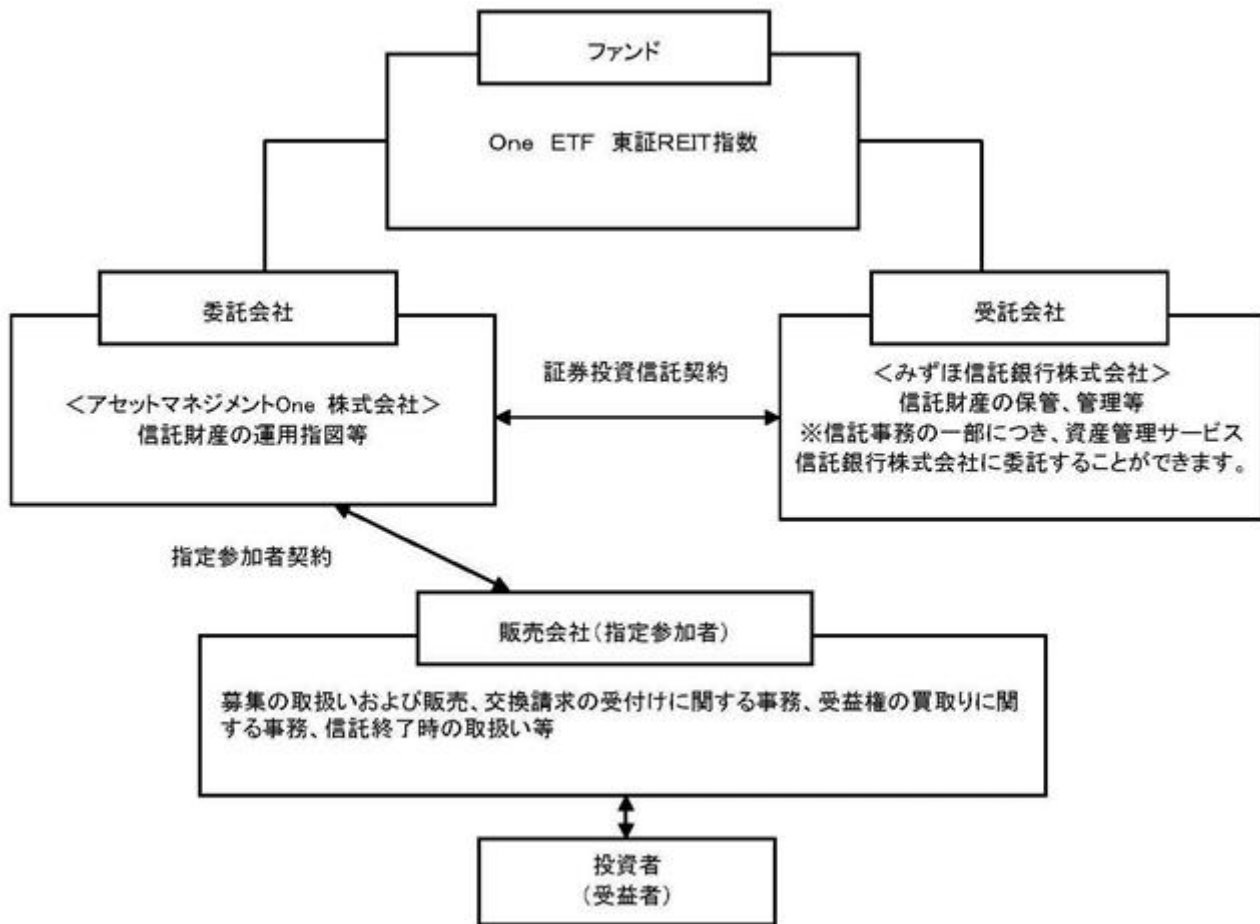 ファンド
One ETF 東証REIT指数
委託会社
<アセットマネジメントOne 株式会社>
信託財産の運用指図等
証券投資信託契約
受託会社
<みずほ信託銀行株式会社>
信託財産の保管、管理等
※信託事務の一部につき、資産管理サービス
信託銀行株式会社に委託することができます。
指定参加者契約
販売会社(指定参加者)
募集の取扱いおよび販売、交換請求の受付けに関する事務、受益権の買取りに関
する事務、信託終了時の取扱い等
投資者
(受益者)